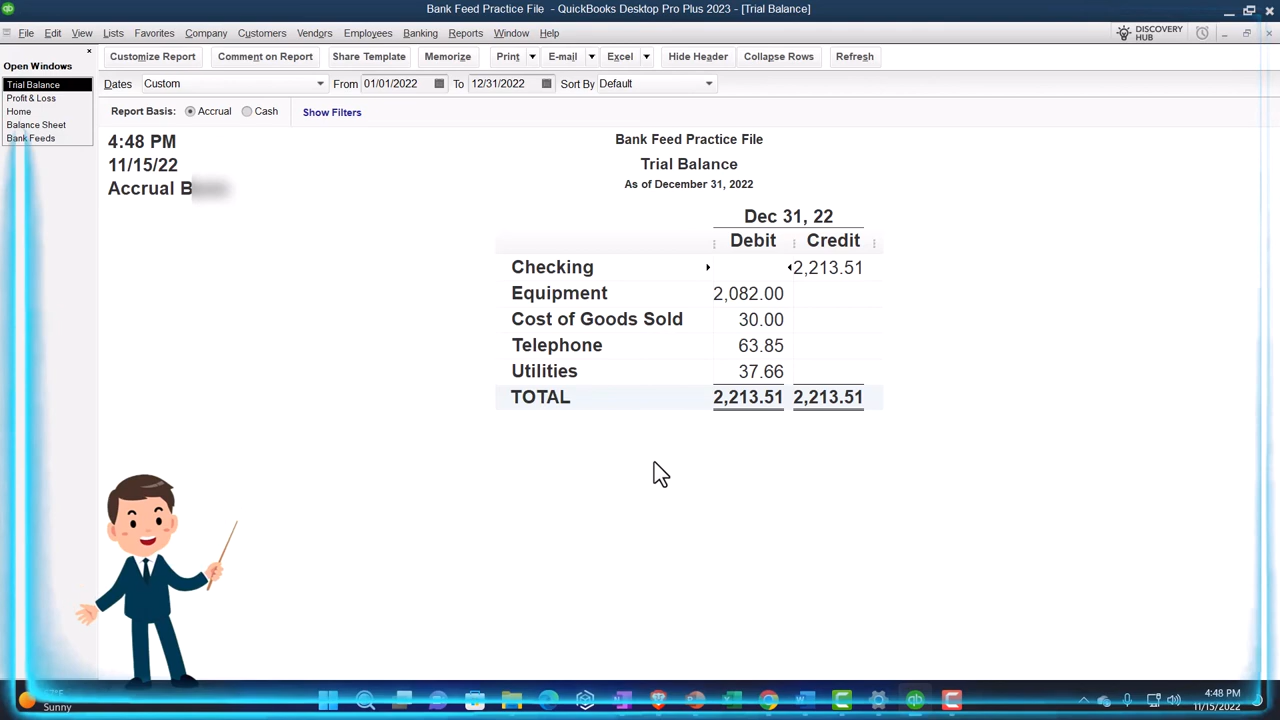 Bank Feed Practice File - QuickBooks Desktop Pro Plus 2023 - [Trial Balance]
File Edit View Lists Favorites Company Customers Vendors Employees Banking Reports Window Help
DISCOVERY HUB
Customize Report Comment on Report Share Template Memorize Print E-mail Excel Hide Header Collapse Rows Refresh
Open Windows
Trial Balance
Profit & Loss
Home
Balance Sheet
Bank Feeds
Dates Custom From 01/01/2022 To 12/31/2022 Sort By Default
Report Basis: Accrual Cash Show Filters
4:48 PM
11/15/22
Accrual
Bank Feed Practice File
Trial Balance
As of December 31, 2022
Dec 31, 22
Debit Credit
Checking 2,213.51
Equipment 2,082.00
Cost of Goods Sold 30.00
Telephone 63.85
Utilities 37.66
TOTAL 2,213.51 2,213.51
Sunny
4:48 PM
11/15/2022